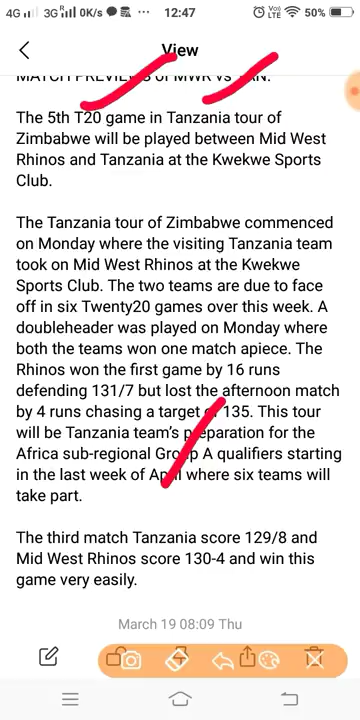 4G 3G R 0K/s ... 12:47 Vo) LTE 50%
View
MATCH PREVIEWS of MWR vs TAN.
The 5th T20 game in Tanzania tour of
Zimbabwe will be played between Mid West
Rhinos and Tanzania at the Kwekwe Sports
Club.
The Tanzania tour of Zimbabwe commenced
on Monday where the visiting Tanzania team
took on Mid West Rhinos at the Kwekwe
Sports Club. The two teams are due to face
off in six Twenty20 games over this week. A
doubleheader was played on Monday where
both the teams won one match apiece. The
Rhinos won the first game by 16 runs
defending 131/7 but lost the afternoon match
by 4 runs chasing a target of 135. This tour
will be Tanzania team's preparation for the
Africa sub-regional Group A qualifiers starting
in the last week of April where six teams will
take part.
The third match Tanzania score 129/8 and
Mid West Rhinos score 130-4 and win this
game very easily.
March 19 08:09 Thu